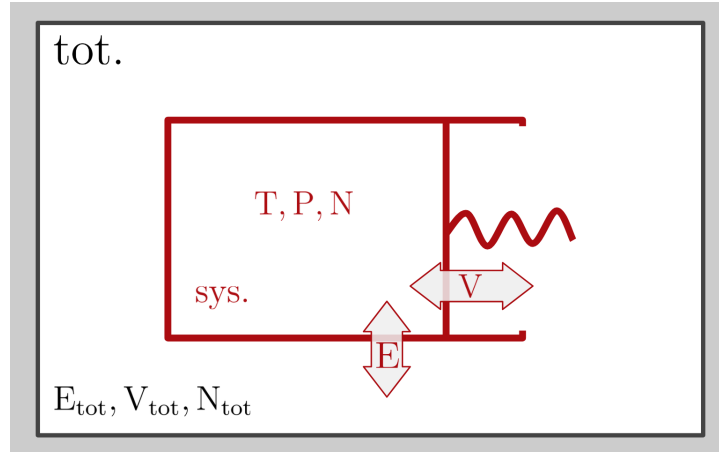 tot.
T, P, N
sys.
V
E
E_tot, V_tot, N_tot